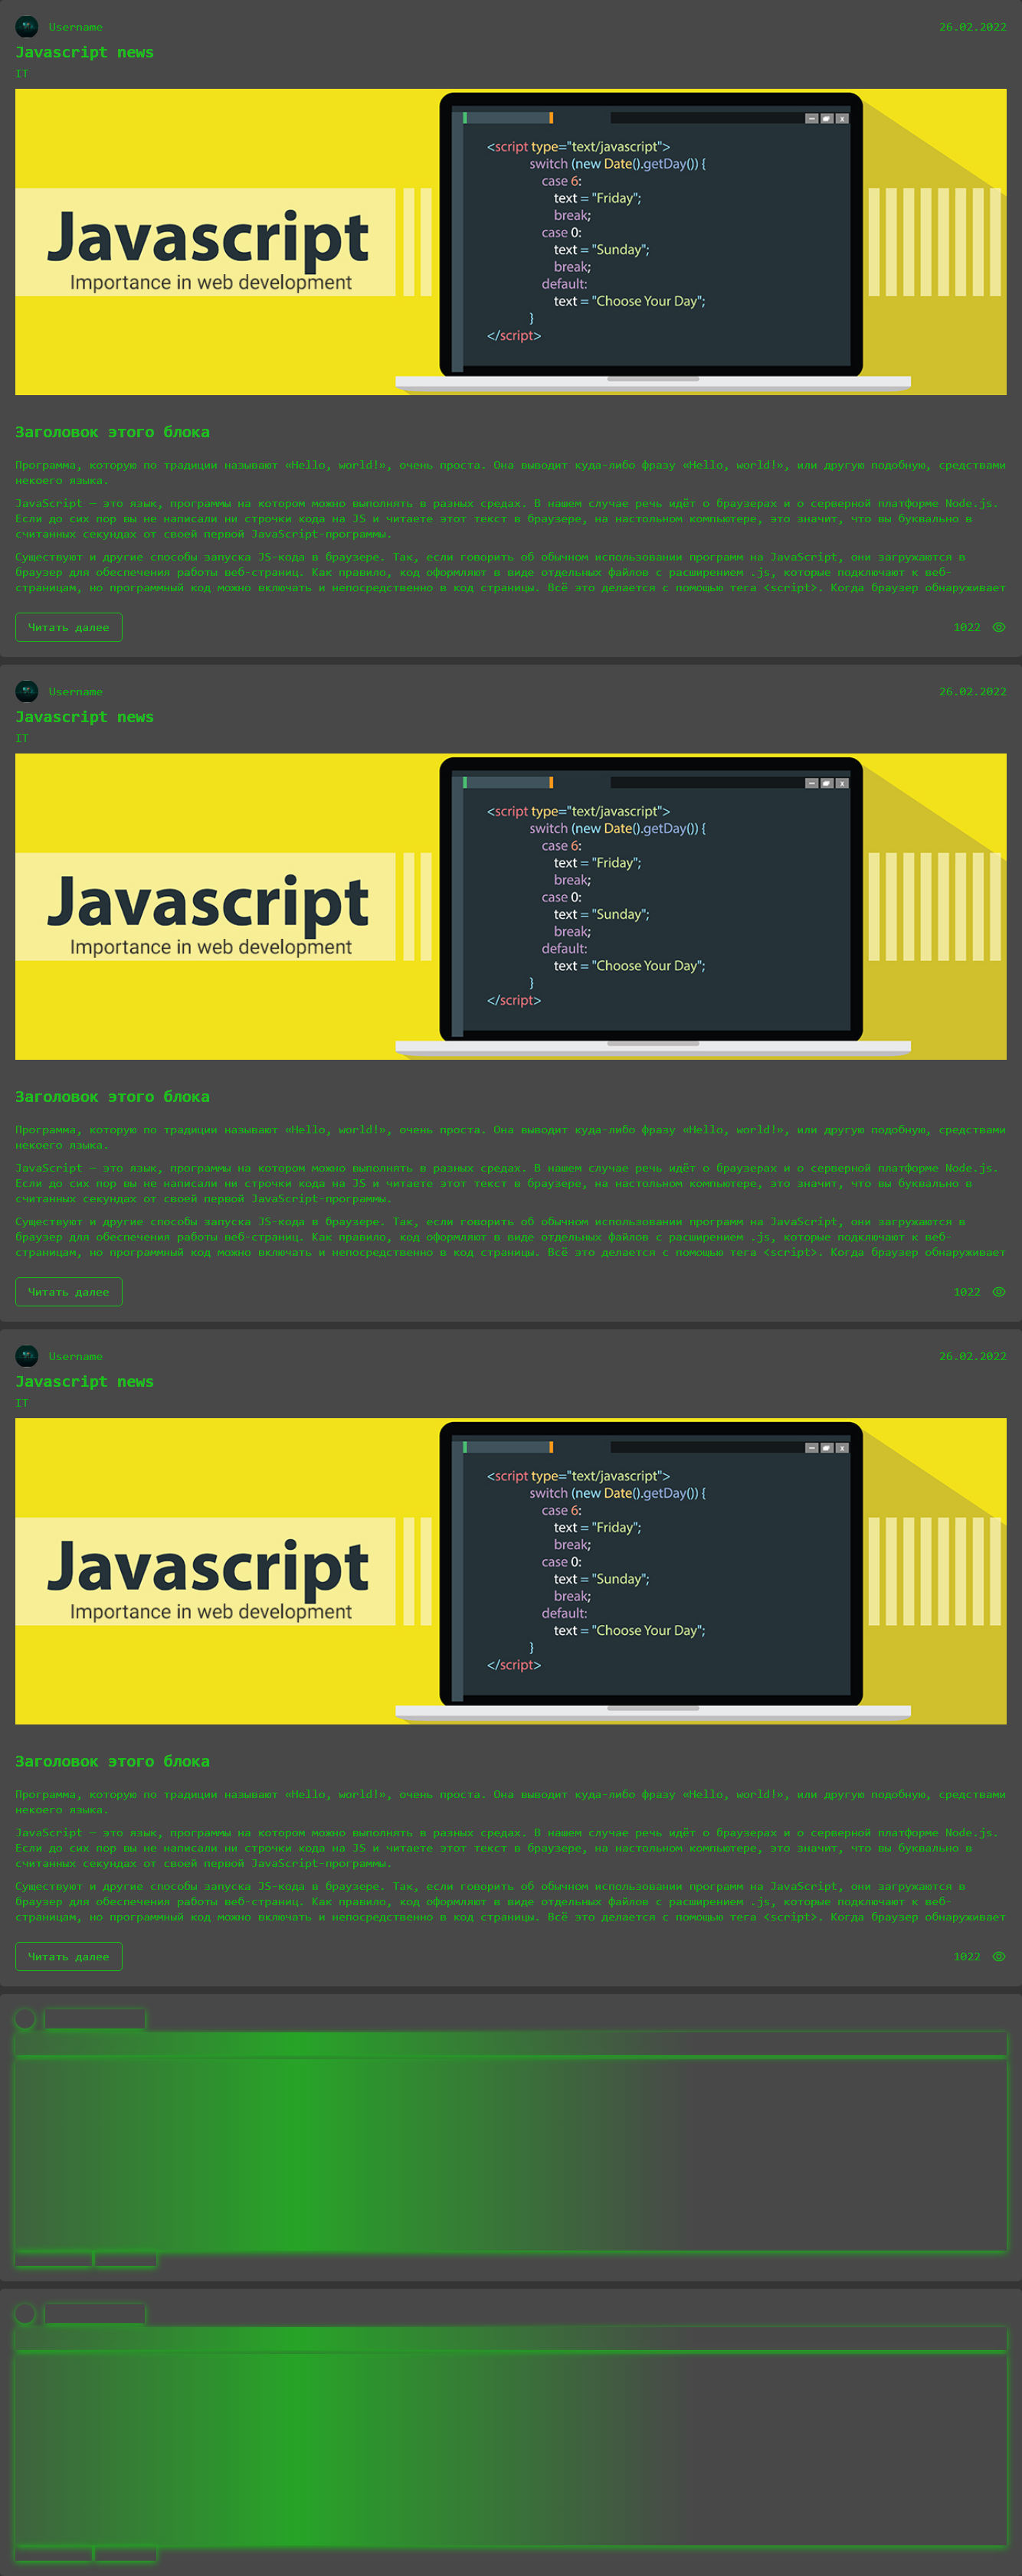 Username 26.02.2022
Javascript news
IT
<script type="text/javascript">
switch (new Date().getDay()) {
case 6:
text = "Friday";
break;
case 0:
text = "Sunday";
break;
default:
text = "Choose Your Day";
}
</script>
Javascript
Importance in web development
Заголовок этого блока
Программа, которую по традиции называют «Hello, world!», очень проста. Она выводит куда-либо фразу «Hello, world!», или другую подобную, средствами
некоего языка.
JavaScript — это язык, программы на котором можно выполнять в разных средах. В нашем случае речь идёт о браузерах и о серверной платформе Node.js.
Если до сих пор вы не написали ни строчки кода на JS и читаете этот текст в браузере, на настольном компьютере, это значит, что вы буквально в
считанных секундах от своей первой JavaScript-программы.
Существуют и другие способы запуска JS-кода в браузере. Так, если говорить об обычном использовании программ на JavaScript, они загружаются в
браузер для обеспечения работы веб-страниц. Как правило, код оформляют в виде отдельных файлов с расширением .js, которые подключают к веб-
страницам, но программный код можно включать и непосредственно в код страницы. Всё это делается с помощью тега <script>. Когда браузер обнаруживает
Читать далее 1022
Username 26.02.2022
Javascript news
IT
<script type="text/javascript">
switch (new Date().getDay()) {
case 6:
text = "Friday";
break;
case 0:
text = "Sunday";
break;
default:
text = "Choose Your Day";
}
</script>
Javascript
Importance in web development
Заголовок этого блока
Программа, которую по традиции называют «Hello, world!», очень проста. Она выводит куда-либо фразу «Hello, world!», или другую подобную, средствами
некоего языка.
JavaScript — это язык, программы на котором можно выполнять в разных средах. В нашем случае речь идёт о браузерах и о серверной платформе Node.js.
Если до сих пор вы не написали ни строчки кода на JS и читаете этот текст в браузере, на настольном компьютере, это значит, что вы буквально в
считанных секундах от своей первой JavaScript-программы.
Существуют и другие способы запуска JS-кода в браузере. Так, если говорить об обычном использовании программ на JavaScript, они загружаются в
браузер для обеспечения работы веб-страниц. Как правило, код оформляют в виде отдельных файлов с расширением .js, которые подключают к веб-
страницам, но программный код можно включать и непосредственно в код страницы. Всё это делается с помощью тега <script>. Когда браузер обнаруживает
Читать далее 1022
Username 26.02.2022
Javascript news
IT
<script type="text/javascript">
switch (new Date().getDay()) {
case 6:
text = "Friday";
break;
case 0:
text = "Sunday";
break;
default:
text = "Choose Your Day";
}
</script>
Javascript
Importance in web development
Заголовок этого блока
Программа, которую по традиции называют «Hello, world!», очень проста. Она выводит куда-либо фразу «Hello, world!», или другую подобную, средствами
некоего языка.
JavaScript — это язык, программы на котором можно выполнять в разных средах. В нашем случае речь идёт о браузерах и о серверной платформе Node.js.
Если до сих пор вы не написали ни строчки кода на JS и читаете этот текст в браузере, на настольном компьютере, это значит, что вы буквально в
считанных секундах от своей первой JavaScript-программы.
Существуют и другие способы запуска JS-кода в браузере. Так, если говорить об обычном использовании программ на JavaScript, они загружаются в
браузер для обеспечения работы веб-страниц. Как правило, код оформляют в виде отдельных файлов с расширением .js, которые подключают к веб-
страницам, но программный код можно включать и непосредственно в код страницы. Всё это делается с помощью тега <script>. Когда браузер обнаруживает
Читать далее 1022